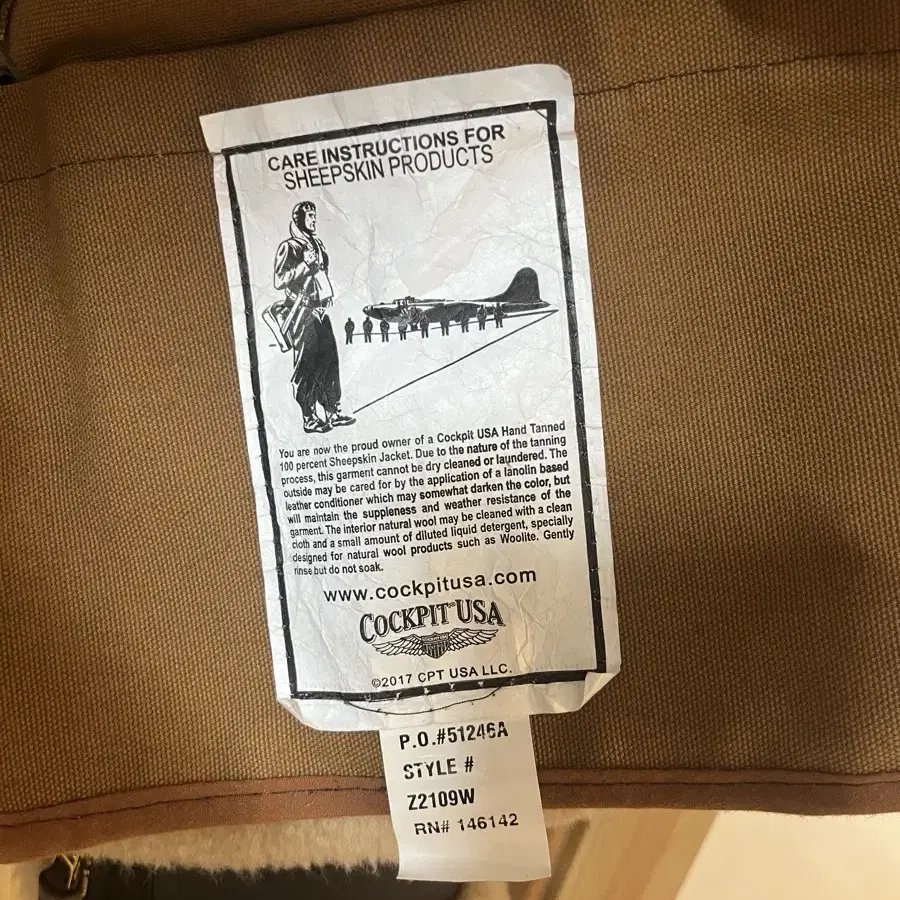 CARE INSTRUCTIONS FOR
SHEEPSKIN PRODUCTS
You are now the proud owner of a Cockpit USA Hand Tanned
100 percent Sheepskin Jacket. Due to the nature of the tanning
process, this garment cannot be dry cleaned or laundered. The
outside may be cared for by the application of a lanolin based
leather conditioner which may somewhat darken the color, but
will maintain the suppleness and weather resistance of the
garment. The interior natural wool may be cleaned with a clean
cloth and a small amount of diluted liquid detergent, specially
designed for natural wool products such as Woolite. Gently
rinse but do not soak.
www.cockpitusa.com
COCKPIT USA
©2017 CPT USA LLC.
P.O.#51246A
STYLE #
Z2109W
RN# 146142